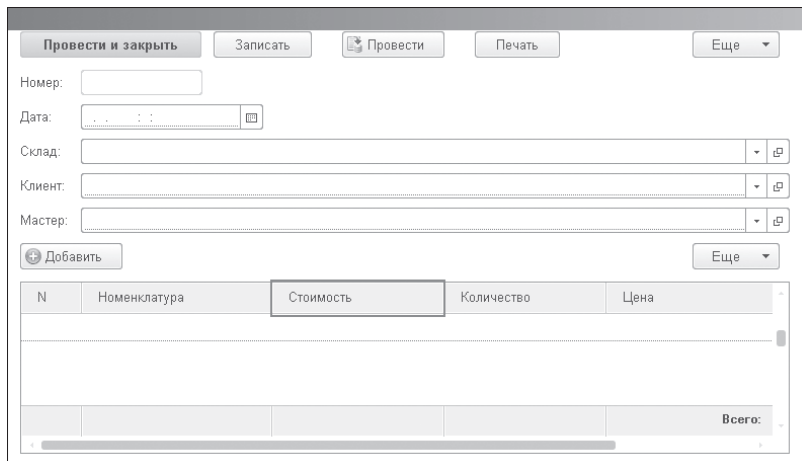 Провести и закрыть Записать Провести Печать Еще
Номер:
Дата: . . : :
Склад:
Клиент:
Мастер:
Добавить Еще
N Номенклатура Стоимость Количество Цена
Всего: